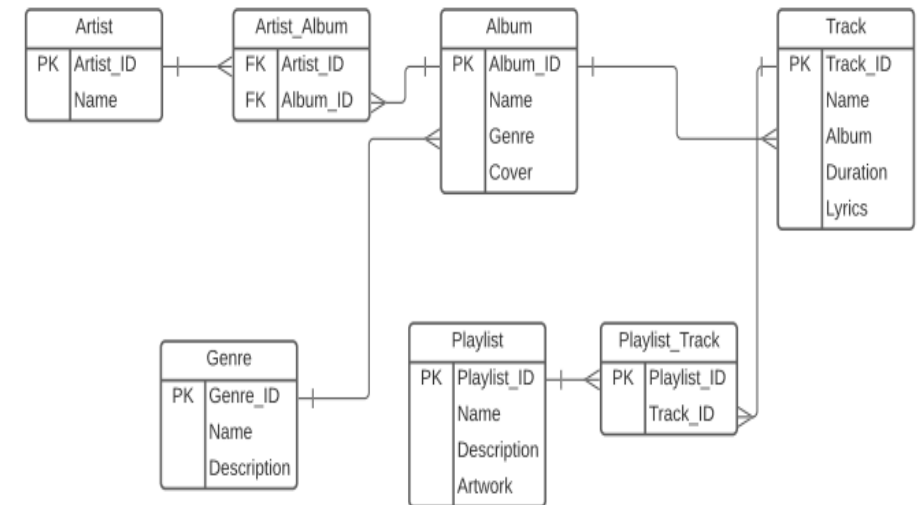 Artist
PK Artist_ID
Name
Artist_Album
FK Artist_ID
FK Album_ID
Album
PK Album_ID
Name
Genre
Cover
Track
PK Track_ID
Name
Album
Duration
Lyrics
Genre
PK Genre_ID
Name
Description
Playlist
PK Playlist_ID
Name
Description
Artwork
Playlist_Track
PK Playlist_ID
Track_ID